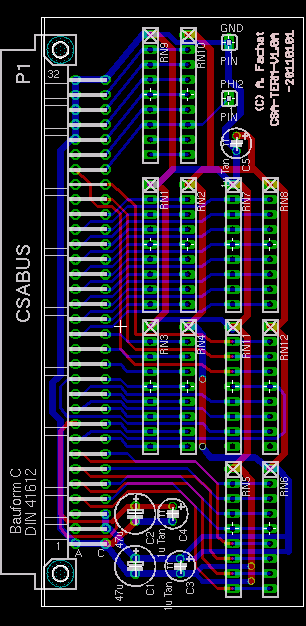 GND
PIN
PHI2
PIN
(C) A. Fachat
CSA-TERM-V1.0A
-20110101
P1
32
CSABUS
Bauform C
DIN 41612
1
A
C
RN9
RN10
C5
1u Tan
RN1
RN2
RN7
RN8
RN3
RN4
RN11
RN12
RN5
RN6
47u
C2
1u Tan
C4
47u
C1
1u Tan
C3